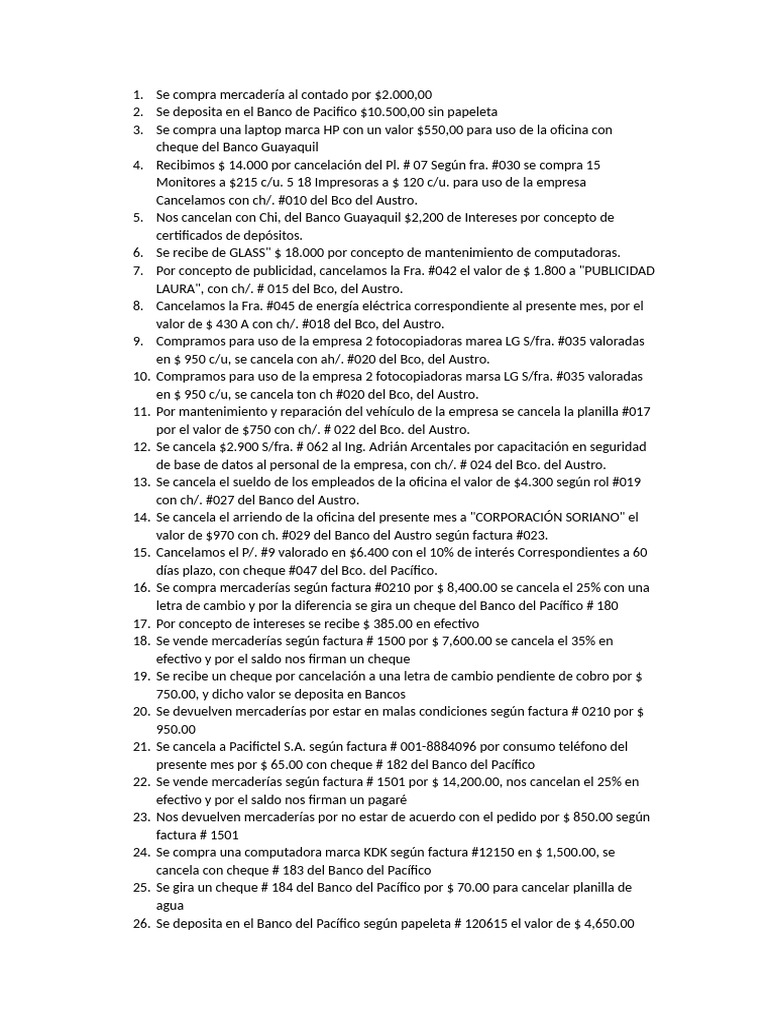 1. Se compra mercadería al contado por $2.000,00
2. Se deposita en el Banco de Pacifico $10.500,00 sin papeleta
3. Se compra una laptop marca HP con un valor $550,00 para uso de la oficina con
cheque del Banco Guayaquil
4. Recibimos $ 14.000 por cancelación del Pl. # 07 Según fra. #030 se compra 15
Monitores a $215 c/u. 5 18 Impresoras a $ 120 c/u. para uso de la empresa
Cancelamos con ch/. #010 del Bco del Austro.
5. Nos cancelan con Chi, del Banco Guayaquil $2,200 de Intereses por concepto de
certificados de depósitos.
6. Se recibe de GLASS" $ 18.000 por concepto de mantenimiento de computadoras.
7. Por concepto de publicidad, cancelamos la Fra. #042 el valor de $ 1.800 a "PUBLICIDAD
LAURA", con ch/. # 015 del Bco, del Austro.
8. Cancelamos la Fra. #045 de energía eléctrica correspondiente al presente mes, por el
valor de $ 430 A con ch/. #018 del Bco, del Austro.
9. Compramos para uso de la empresa 2 fotocopiadoras marea LG S/fra. #035 valoradas
en $ 950 c/u, se cancela con ah/. #020 del Bco, del Austro.
10. Compramos para uso de la empresa 2 fotocopiadoras marsa LG S/fra. #035 valoradas
en $ 950 c/u, se cancela ton ch #020 del Bco, del Austro.
11. Por mantenimiento y reparación del vehículo de la empresa se cancela la planilla #017
por el valor de $750 con ch/. # 022 del Bco. del Austro.
12. Se cancela $2.900 S/fra. # 062 al Ing. Adrián Arcentales por capacitación en seguridad
de base de datos al personal de la empresa, con ch/. # 024 del Bco. del Austro.
13. Se cancela el sueldo de los empleados de la oficina el valor de $4.300 según rol #019
con ch/. #027 del Banco del Austro.
14. Se cancela el arriendo de la oficina del presente mes a "CORPORACIÓN SORIANO" el
valor de $970 con ch. #029 del Banco del Austro según factura #023.
15. Cancelamos el P/. #9 valorado en $6.400 con el 10% de interés Correspondientes a 60
días plazo, con cheque #047 del Bco. del Pacífico.
16. Se compra mercaderías según factura #0210 por $ 8,400.00 se cancela el 25% con una
letra de cambio y por la diferencia se gira un cheque del Banco del Pacífico # 180
17. Por concepto de intereses se recibe $ 385.00 en efectivo
18. Se vende mercaderías según factura # 1500 por $ 7,600.00 se cancela el 35% en
efectivo y por el saldo nos firman un cheque
19. Se recibe un cheque por cancelación a una letra de cambio pendiente de cobro por $
750.00, y dicho valor se deposita en Bancos
20. Se devuelven mercaderías por estar en malas condiciones según factura # 0210 por $
950.00
21. Se cancela a Pacifictel S.A. según factura # 001-8884096 por consumo teléfono del
presente mes por $ 65.00 con cheque # 182 del Banco del Pacífico
22. Se vende mercaderías según factura # 1501 por $ 14,200.00, nos cancelan el 25% en
efectivo y por el saldo nos firman un pagaré
23. Nos devuelven mercaderías por no estar de acuerdo con el pedido por $ 850.00 según
factura # 1501
24. Se compra una computadora marca KDK según factura #12150 en $ 1,500.00, se
cancela con cheque # 183 del Banco del Pacífico
25. Se gira un cheque # 184 del Banco del Pacífico por $ 70.00 para cancelar planilla de
agua
26. Se deposita en el Banco del Pacífico según papeleta # 120615 el valor de $ 4,650.00